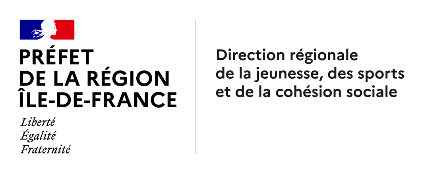 PRÉFET
DE LA RÉGION
ÎLE-DE-FRANCE
Liberté
Égalité
Fraternité
Direction régionale
de la jeunesse, des sports
et de la cohésion sociale